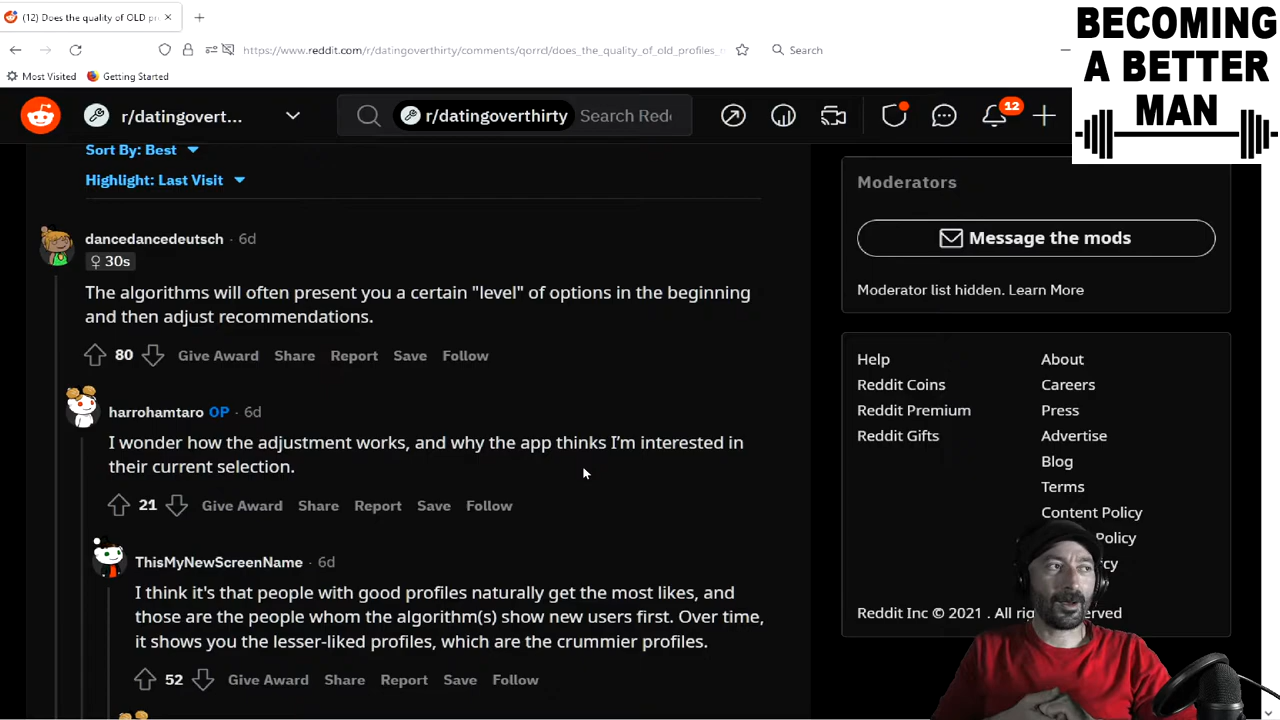 (12) Does the quality of OLD pr
https://www.reddit.com/r/datingoverthirty/comments/qorrcl/does_the_quality_of_old_profiles_
Search
Most Visited
Getting Started
BECOMING
A BETTER
MAN
r/datingovert...
r/datingoverthirty
Search Red
12
Sort By: Best
Highlight: Last Visit
dancedancedeutsch · 6d
♀ 30s
The algorithms will often present you a certain "level" of options in the beginning
and then adjust recommendations.
80 Give Award Share Report Save Follow
harrohamtaro OP · 6d
I wonder how the adjustment works, and why the app thinks I'm interested in
their current selection.
21 Give Award Share Report Save Follow
ThisMyNewScreenName · 6d
I think it's that people with good profiles naturally get the most likes, and
those are the people whom the algorithm(s) show new users first. Over time,
it shows you the lesser-liked profiles, which are the crummier profiles.
52 Give Award Share Report Save Follow
Moderators
Message the mods
Moderator list hidden. Learn More
Help About
Reddit Coins Careers
Reddit Premium Press
Reddit Gifts Advertise
Blog
Terms
Content Policy
Policy
cy
Reddit Inc © 2021 . All rig erved